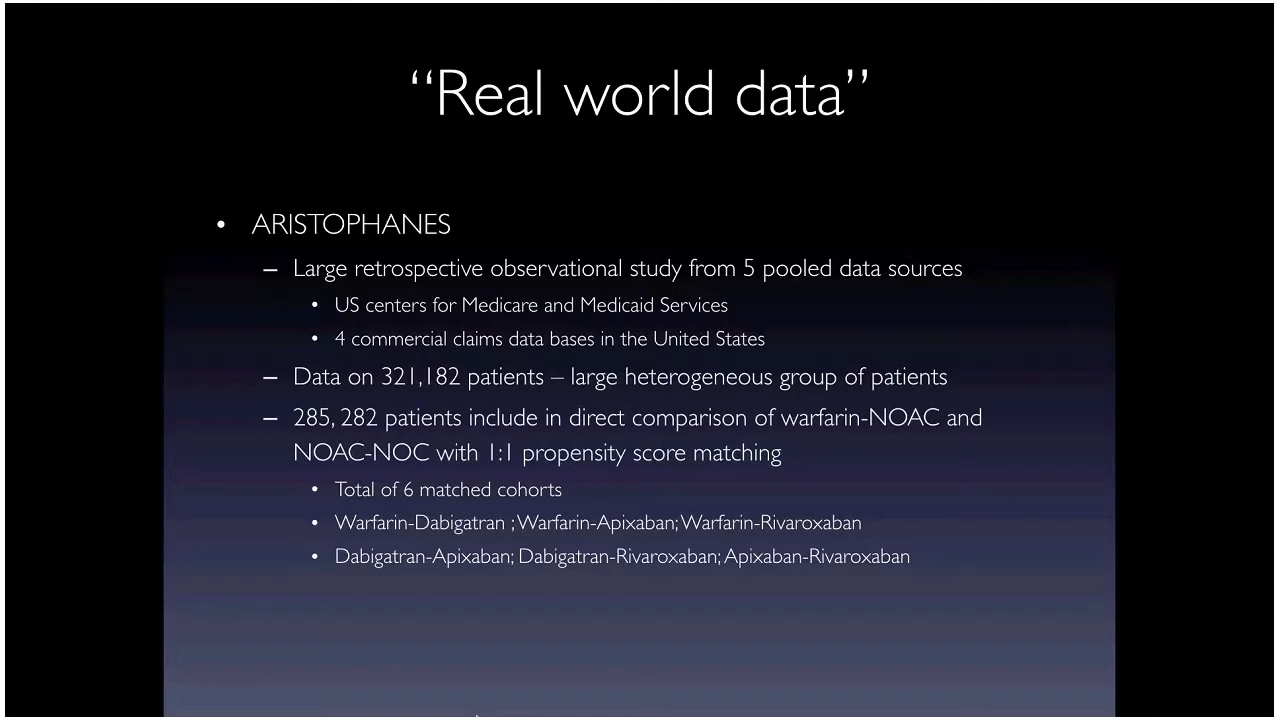 “Real world data”
• ARISTOPHANES
– Large retrospective observational study from 5 pooled data sources
• US centers for Medicare and Medicaid Services
• 4 commercial claims data bases in the United States
– Data on 321,182 patients – large heterogeneous group of patients
– 285, 282 patients include in direct comparison of warfarin-NOAC and
NOAC-NOC with 1:1 propensity score matching
• Total of 6 matched cohorts
• Warfarin-Dabigatran ; Warfarin-Apixaban; Warfarin-Rivaroxaban
• Dabigatran-Apixaban; Dabigatran-Rivaroxaban; Apixaban-Rivaroxaban